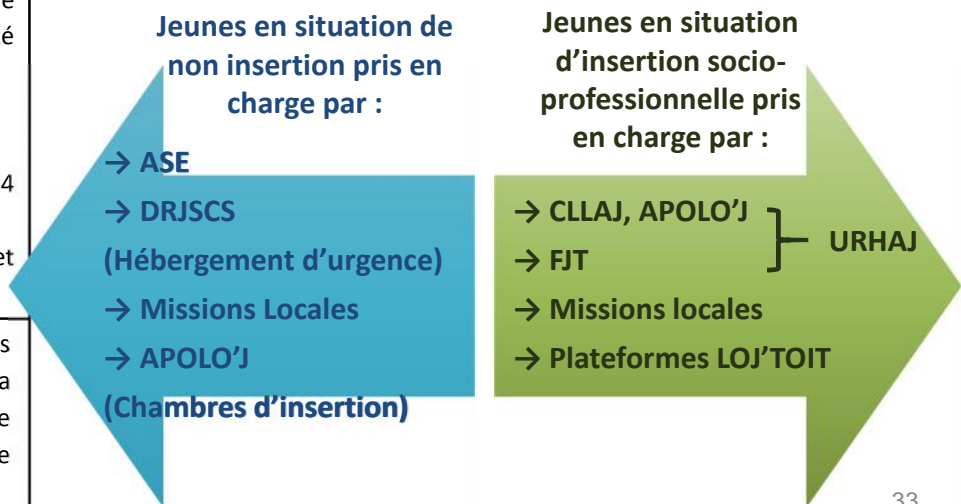 é
4
et
s
a
e
e
Jeunes en situation de
non insertion pris en
charge par :
→ ASE
→ DRJSCS
(Hébergement d’urgence)
→ Missions Locales
→ APOLO’J
(Chambres d’insertion)
Jeunes en situation
d’insertion socio-
professionnelle pris
en charge par :
→ CLLAJ, APOLO’J
→ FJT
URHAJ
→ Missions locales
→ Plateformes LOJ’TOIT
33